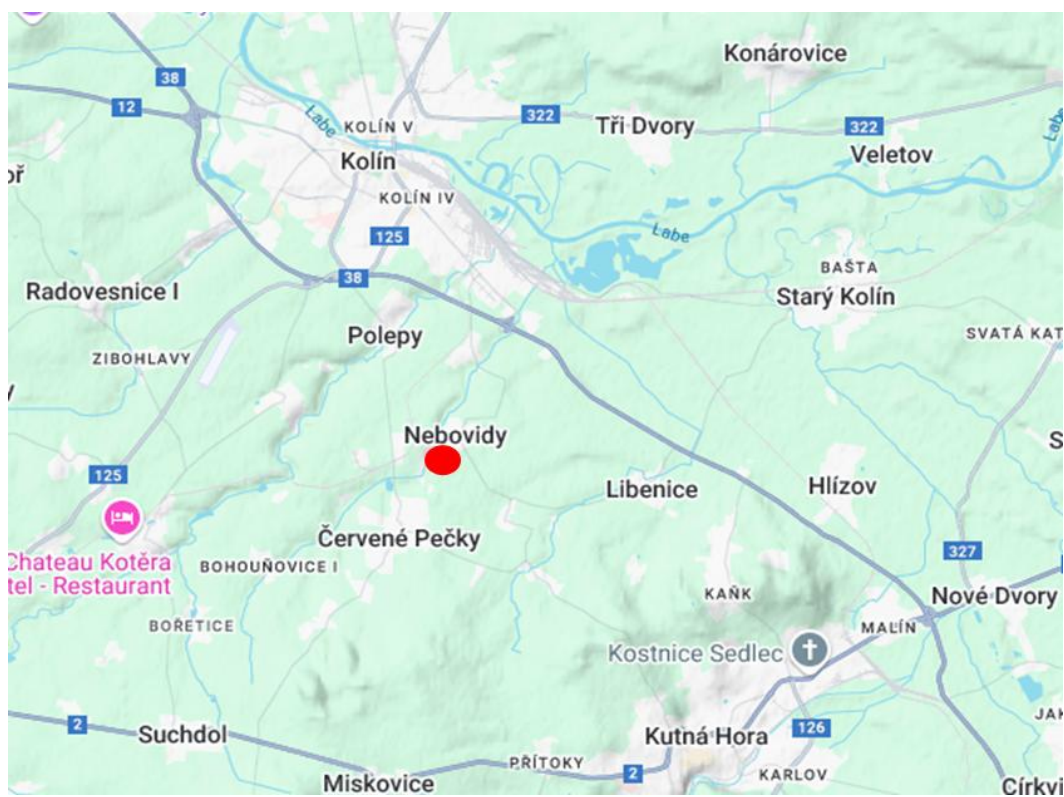 Konárovice
38
12
322
Labe
KOLÍN V
Tři Dvory
322
Labe
Kolín
Veletov
KOLÍN IV
125
Labe
38
BAŠTA
Radovesnice I
Starý Kolín
Polepy
SVATÁ KAT
ZIBOHLAVY
Nebovidy
125
Libenice
Hlízov
Červené Pečky
327
Chateau Kotěra
tel - Restaurant
BOHOUŇOVICE I
KAŇK
Nové Dvory
BOŘETICE
MALÍN
Kostnice Sedlec
2
Suchdol
Kutná Hora
126
JAK
PŘÍTOKY
2
KARLOV
Miskovice
Církvi